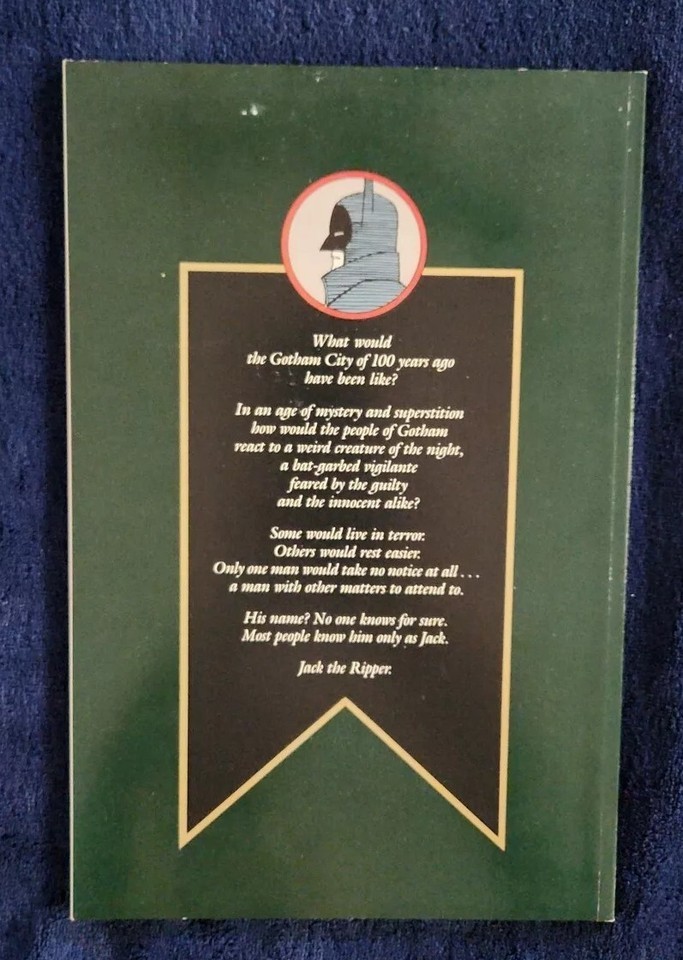 What would
the Gotham City of 100 years ago
have been like?
In an age of mystery and superstition
how would the people of Gotham
react to a weird creature of the night,
a bat-garbed vigilante
feared by the guilty
and the innocent alike?
Some would live in terror.
Others would rest easier.
Only one man would take no notice at all . . .
a man with other matters to attend to.
His name? No one knows for sure.
Most people know him only as Jack.
Jack the Ripper.